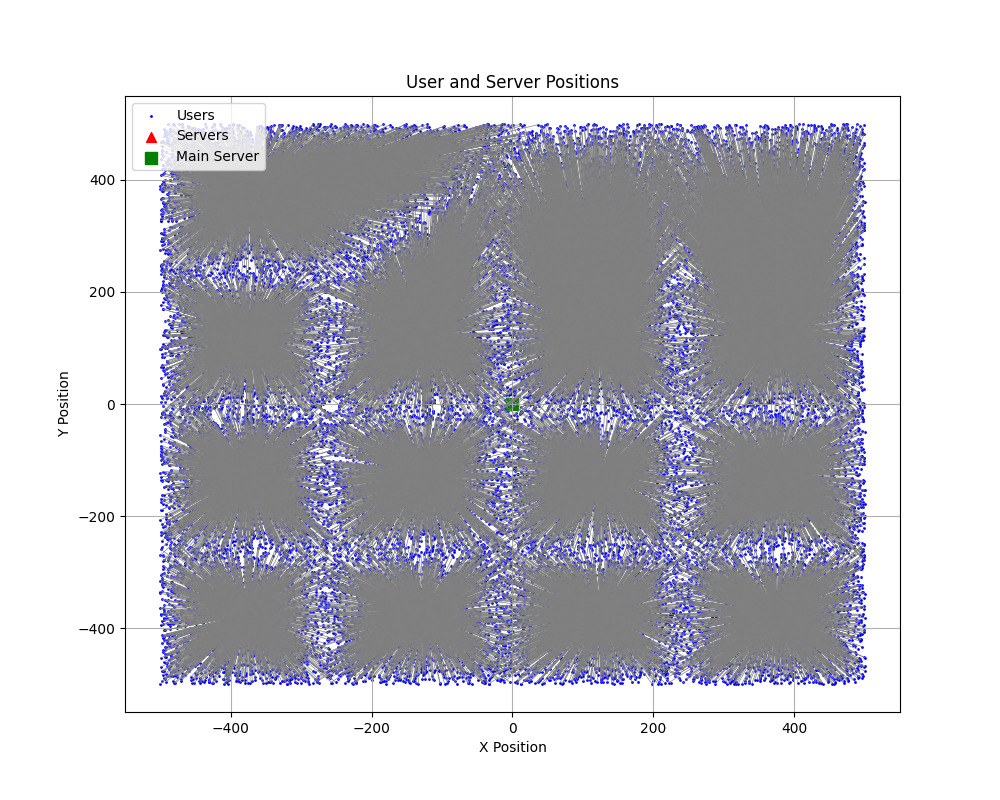 User and Server Positions
Users
Servers
Main Server
400
200
0
−200
−400
Y Position
−400 −200 0 200 400
X Position